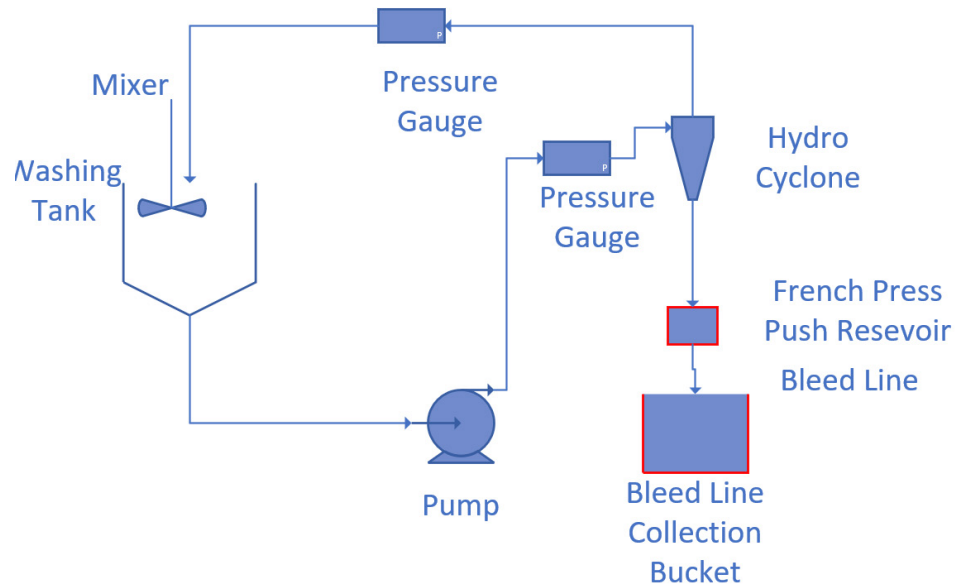 Mixer
Washing
Tank
P
Pressure
Gauge
P
Pressure
Gauge
Hydro
Cyclone
French Press
Push Resevoir
Bleed Line
Pump
Bleed Line
Collection
Bucket